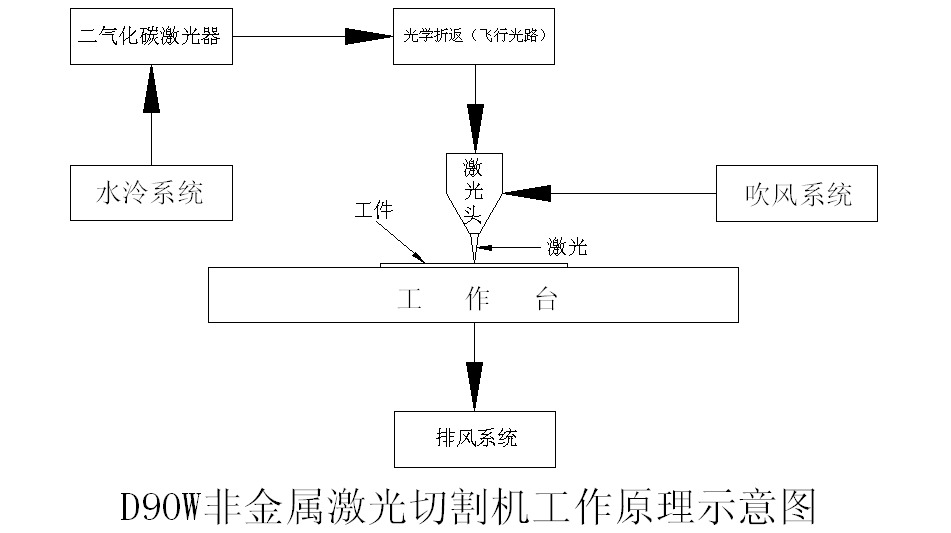 二气化碳激光器
光学折返（飞行光路）
激光头
水冷系统
吹风系统
工件
激光
工作台
排风系统
D90W非金属激光切割机工作原理示意图